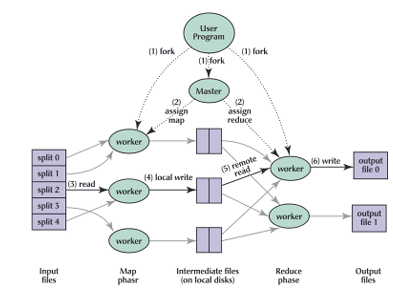 User
Program
(1) fork
(1) fork
(1) fork
Master
(2)
assign
map
(2)
assign
reduce
worker
split 0
split 1
split 2
split 3
split 4
(3) read
worker
(4) local write
(5) remote
read
worker
(6) write
output
file 0
worker
output
file 1
worker
Input
files
Map
phasr
Intermediate files
(on local disks)
Reduce
phase
Output
files